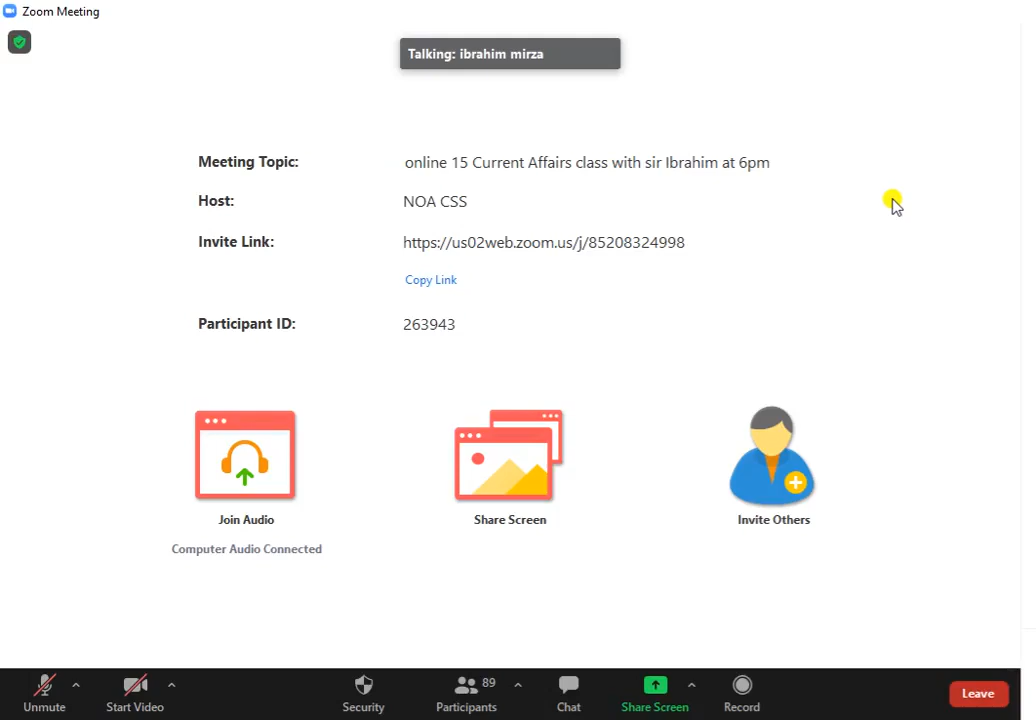 Zoom Meeting
Talking: ibrahim mirza
Meeting Topic: online 15 Current Affairs class with sir Ibrahim at 6pm
Host: NOA CSS
Invite Link: https://us02web.zoom.us/j/85208324998
Copy Link
Participant ID: 263943
Join Audio Share Screen Invite Others
Computer Audio Connected
89
Unmute Start Video Security Participants Chat Share Screen Record Leave